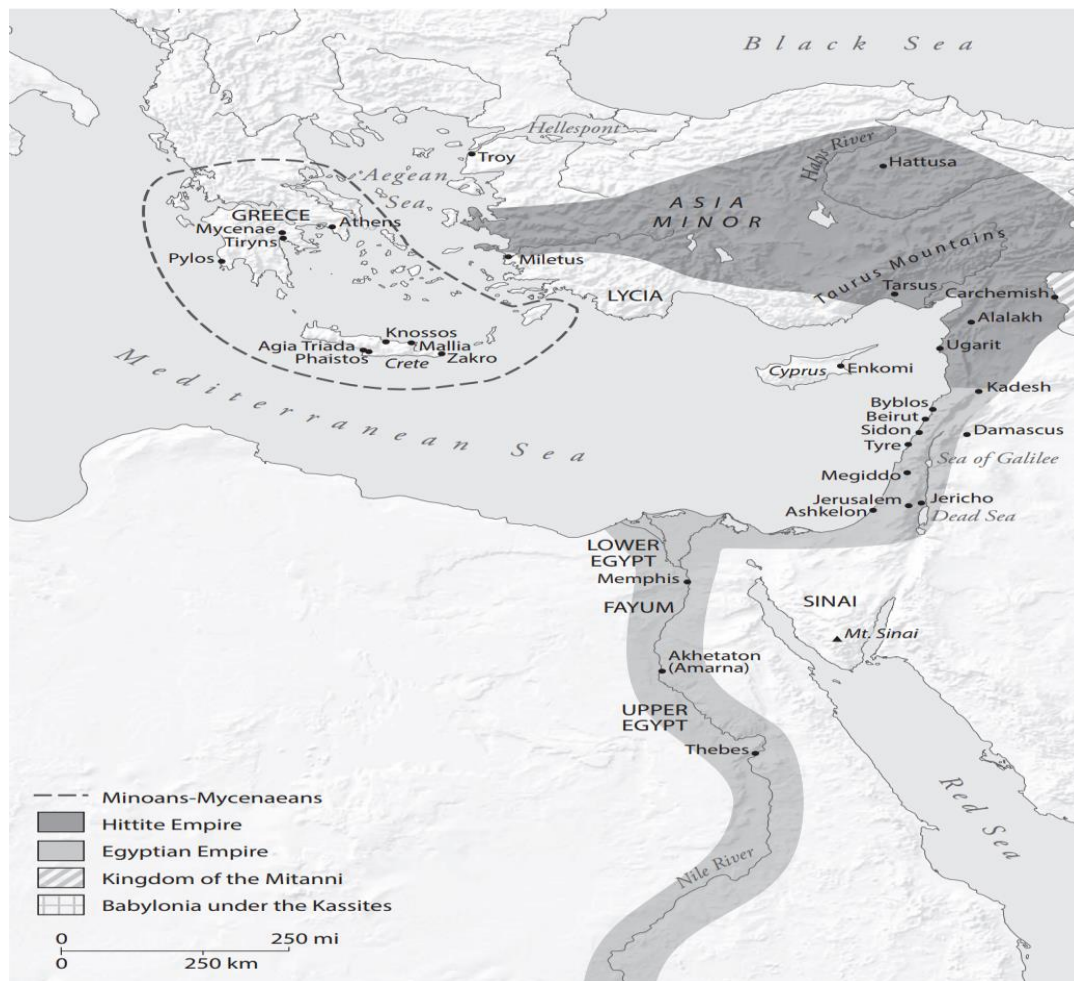 Black Sea
Hellespont
Troy
Halys River
Hattusa
Aegean
Sea
ASIA
MINOR
GREECE
Athens
Mycenae
Tiryns
Pylos
Miletus
Taurus Mountains
LYCIA
Tarsus
Carchemish
Alalakh
Knossos
Agia Triada
Mallia
Phaistos
Zakro
Crete
Ugarit
Cyprus
Enkomi
Kadesh
Mediterranean Sea
Byblos
Beirut
Sidon
Damascus
Tyre
Sea of Galilee
Megiddo
Jerusalem
Jericho
Ashkelon
Dead Sea
LOWER
EGYPT
Memphis
FAYUM
SINAI
Mt. Sinai
Akhetaton
(Amarna)
UPPER
EGYPT
Thebes
Red Sea
Nile River
Minoans-Mycenaeans
Hittite Empire
Egyptian Empire
Kingdom of the Mitanni
Babylonia under the Kassites
0 250 mi
0 250 km